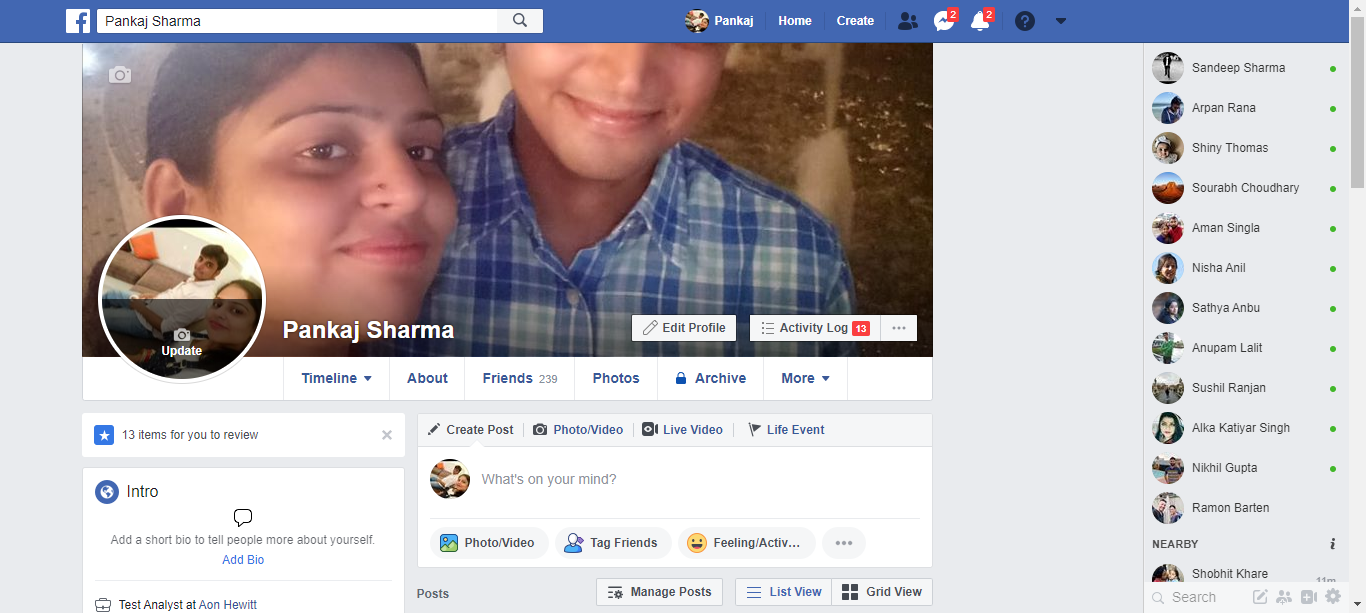 f Pankaj Sharma
Pankaj Home Create 2 2 ?
Pankaj Sharma
Update
Edit Profile
Activity Log 13 ...
Timeline About Friends 239 Photos Archive More
13 items for you to review
Intro
Add a short bio to tell people more about yourself.
Add Bio
Test Analyst at Aon Hewitt
Create Post Photo/Video Live Video Life Event
What's on your mind?
Photo/Video Tag Friends Feeling/Activ... ...
Posts Manage Posts List View Grid View
Sandeep Sharma
Arpan Rana
Shiny Thomas
Sourabh Choudhary
Aman Singla
Nisha Anil
Sathya Anbu
Anupam Lalit
Sushil Ranjan
Alka Katiyar Singh
Nikhil Gupta
Ramon Barten
NEARBY i
Shobhit Khare
11m
Search